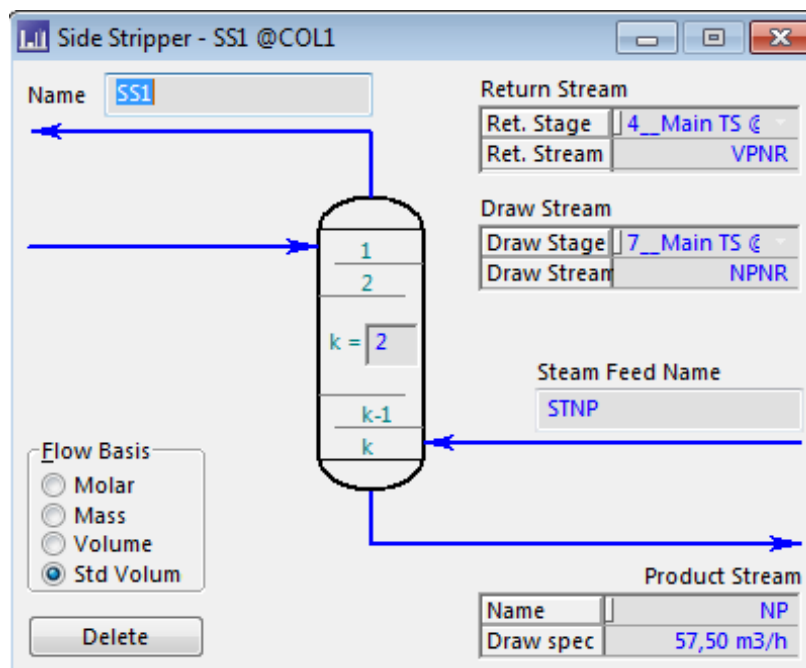 Side Stripper - SS1 @COL1
Name SS1
Return Stream
Ret. Stage 4__Main TS @
Ret. Stream VPNR
Draw Stream
Draw Stage 7__Main TS @
Draw Stream NPNR
1
2
k = 2
k-1
k
Steam Feed Name
STNP
Flow Basis
Molar
Mass
Volume
Std Volum
Delete
Product Stream
Name NP
Draw spec 57,50 m3/h